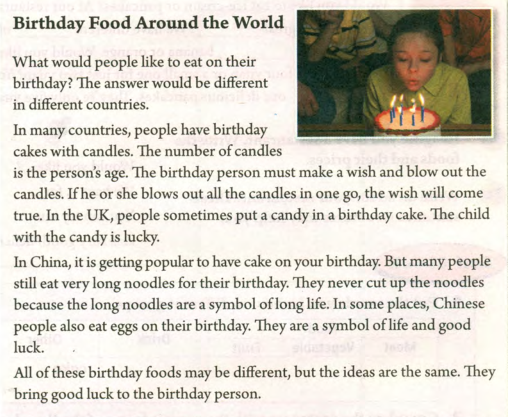 Birthday Food Around the World
What would people like to eat on their
birthday? The answer would be different
in different countries.
In many countries, people have birthday
cakes with candles. The number of candles
is the person's age. The birthday person must make a wish and blow out the
candles. If he or she blows out all the candles in one go, the wish will come
true. In the UK, people sometimes put a candy in a birthday cake. The child
with the candy is lucky.
In China, it is getting popular to have cake on your birthday. But many people
still eat very long noodles for their birthday. They never cut up the noodles
because the long noodles are a symbol of long life. In some places, Chinese
people also eat eggs on their birthday. They are a symbol of life and good
luck.
All of these birthday foods may be different, but the ideas are the same. They
bring good luck to the birthday person.